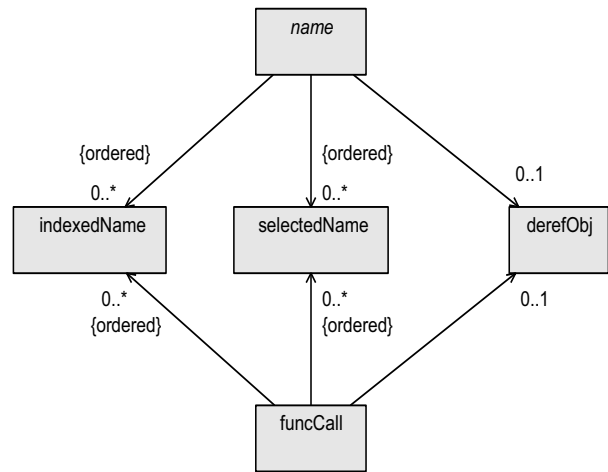 name
{ordered}
{ordered}
0..*
0..*
0..1
indexedName
selectedName
derefObj
0..*
0..*
0..1
{ordered}
{ordered}
funcCall